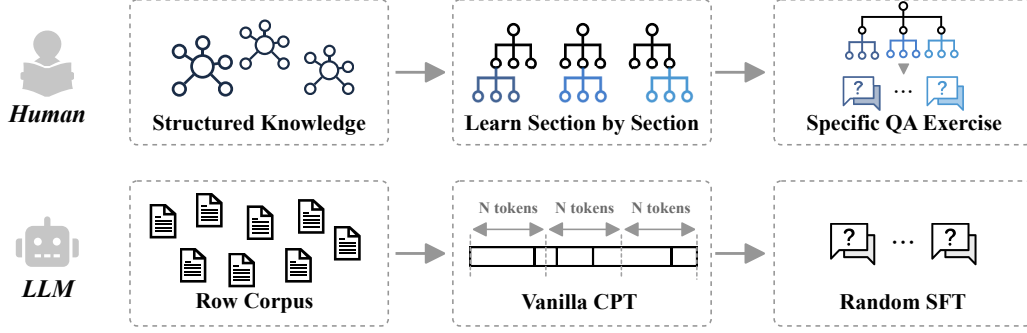 Human
Structured Knowledge
Learn Section by Section
? ... ?
Specific QA Exercise
LLM
Row Corpus
N tokens N tokens N tokens
Vanilla CPT
? ... ?
Random SFT